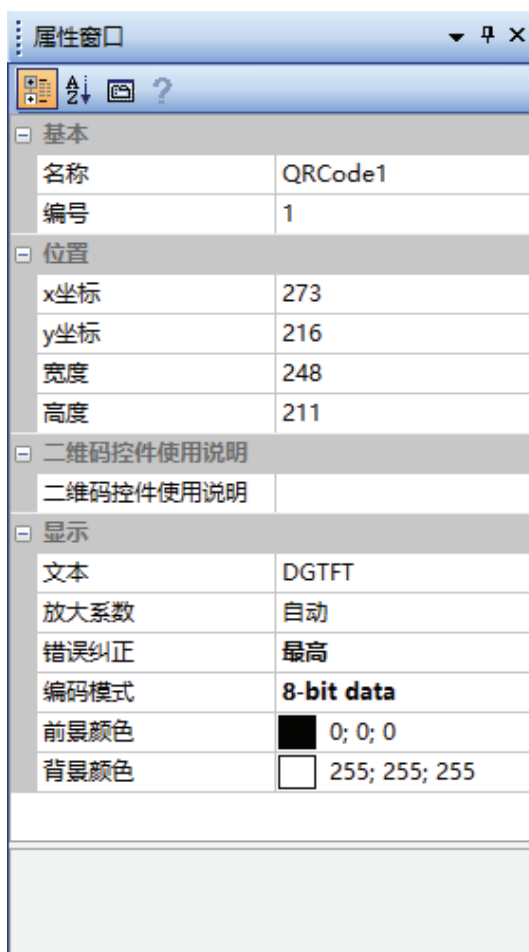 属性窗口
基本
名称 QRCode1
编号 1
位置
x坐标 273
y坐标 216
宽度 248
高度 211
二维码控件使用说明
二维码控件使用说明
显示
文本 DGTFT
放大系数 自动
错误纠正 最高
编码模式 8-bit data
前景颜色 0; 0; 0
背景颜色 255; 255; 255